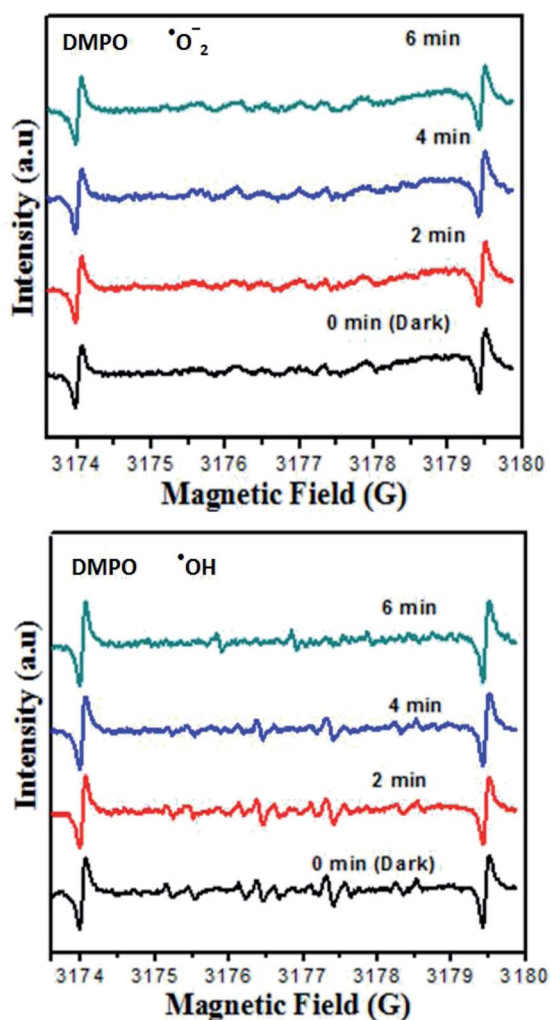 DMPO •O₂⁻
6 min
4 min
2 min
0 min (Dark)
Intensity (a.u)
3174 3175 3176 3177 3178 3179 3180
Magnetic Field (G)
DMPO •OH
6 min
4 min
2 min
0 min (Dark)
Intensity (a.u)
3174 3175 3176 3177 3178 3179 3180
Magnetic Field (G)